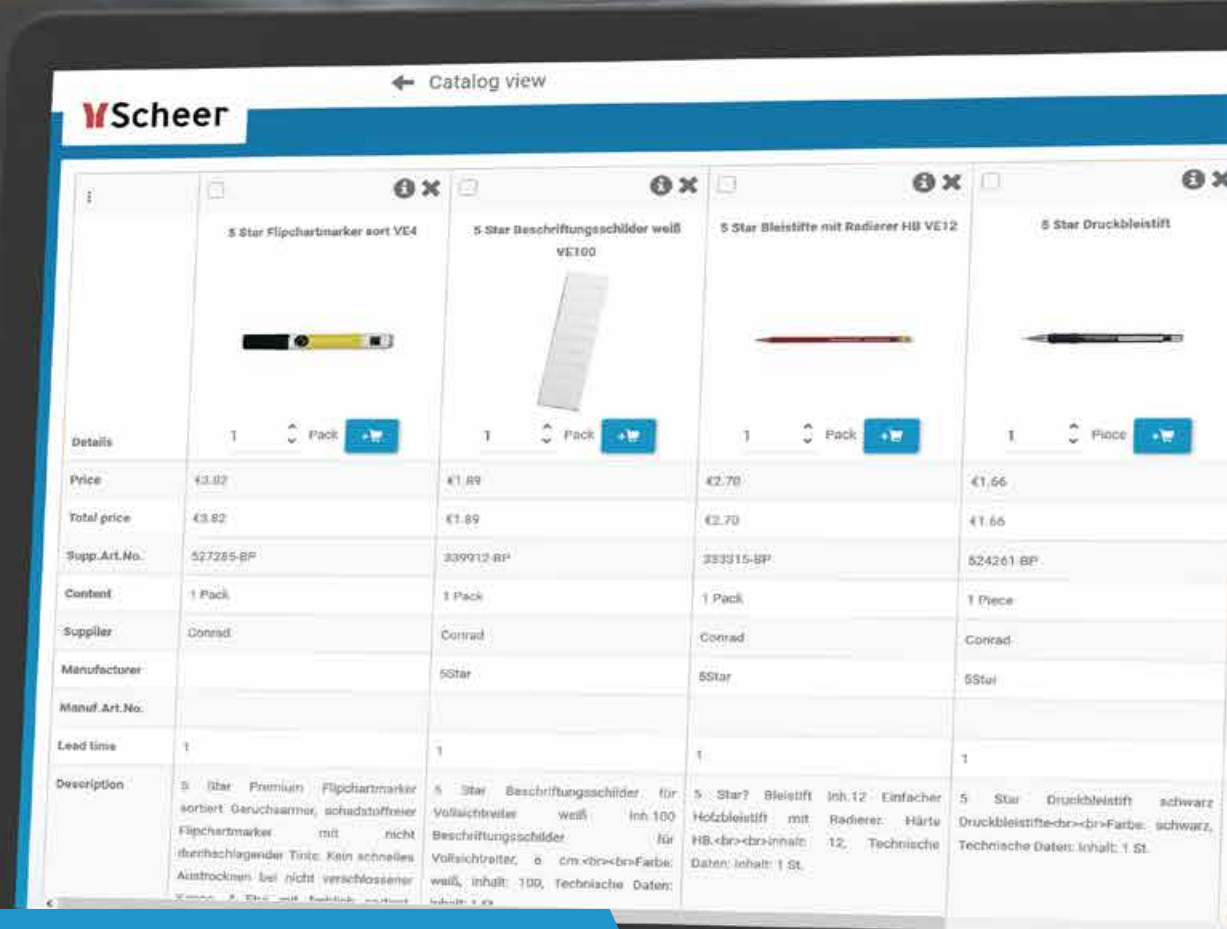 ← Catalog view
Scheer
5 Star Flipchartmarker sort VE4
5 Star Beschriftungsschilder weiß
VE100
5 Star Bleistifte mit Radierer HB VE12
5 Star Druckbleistift
Details
1 Pack
1 Pack
1 Pack
1 Piece
Price €3.82 €1.89 €2.70 €1.66
Total price €3.82 €1.89 €2.70 €1.66
Supp.Art.No. 527285-BP 339912-BP 333315-BP 524261-BP
Content 1 Pack 1 Pack 1 Pack 1 Piece
Supplier Conrad Conrad Conrad Conrad
Manufacturer 5Star 5Star 5Star
Manuf.Art.No.
Lead time 1 1 1 1
Description
5 Star Premium Flipchartmarker
sortiert Geruchsarmer, schadstoffreier
Flipchartmarker mit nicht
durchschlagender Tinte. Kein schnelles
Austrocknen bei nicht verschlossener
5 Star Beschriftungsschilder für
Vollsichtreiter weiß Inh.100
Beschriftungsschilder für
Vollsichtreiter, 6 cm.<br><br>Farbe:
weiß, Inhalt: 100, Technische Daten:
Inhalt: 1 St.
5 Star? Bleistift Inh.12 Einfacher
Holzbleistift mit Radierer. Härte
HB.<br><br>Inhalt: 12, Technische
Daten: Inhalt: 1 St.
5 Star Druckbleistift schwarz
Druckbleistifte<br><br>Farbe: schwarz,
Technische Daten: Inhalt: 1 St.